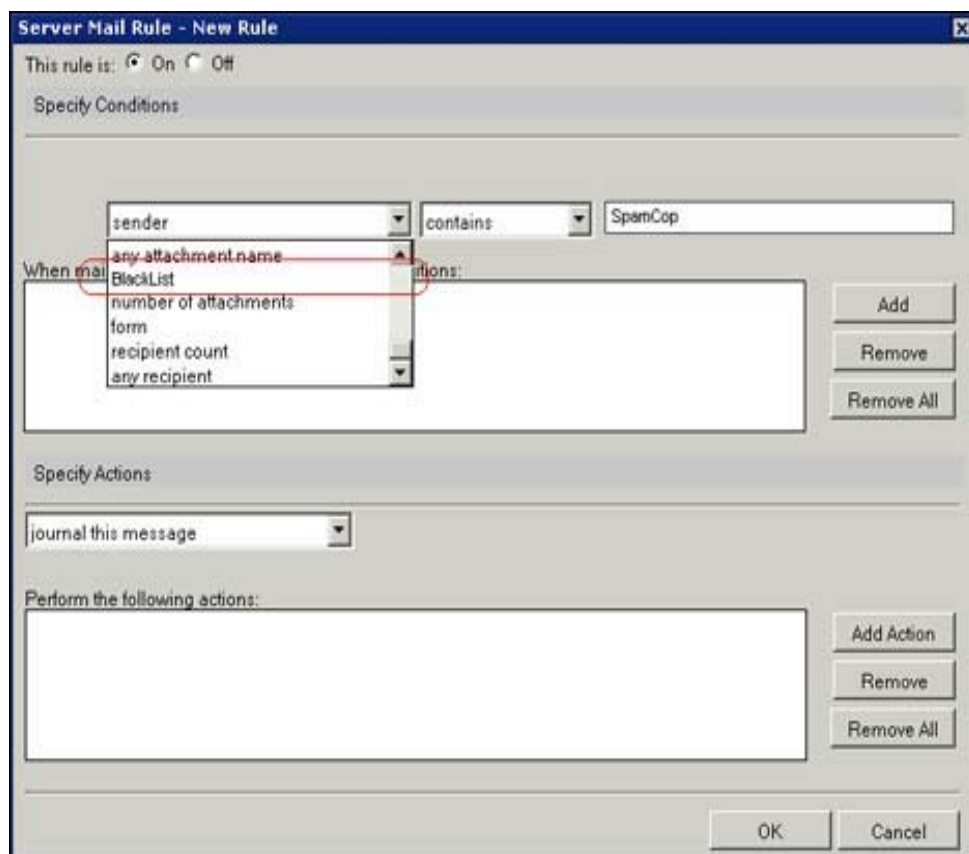 Server Mail Rule - New Rule
This rule is: On Off
Specify Conditions
sender contains SpamCop
any attachment name
When mai tions:
BlackList
number of attachments
form
recipient count
any recipient
Add
Remove
Remove All
Specify Actions
journal this message
Perform the following actions:
Add Action
Remove
Remove All
OK Cancel